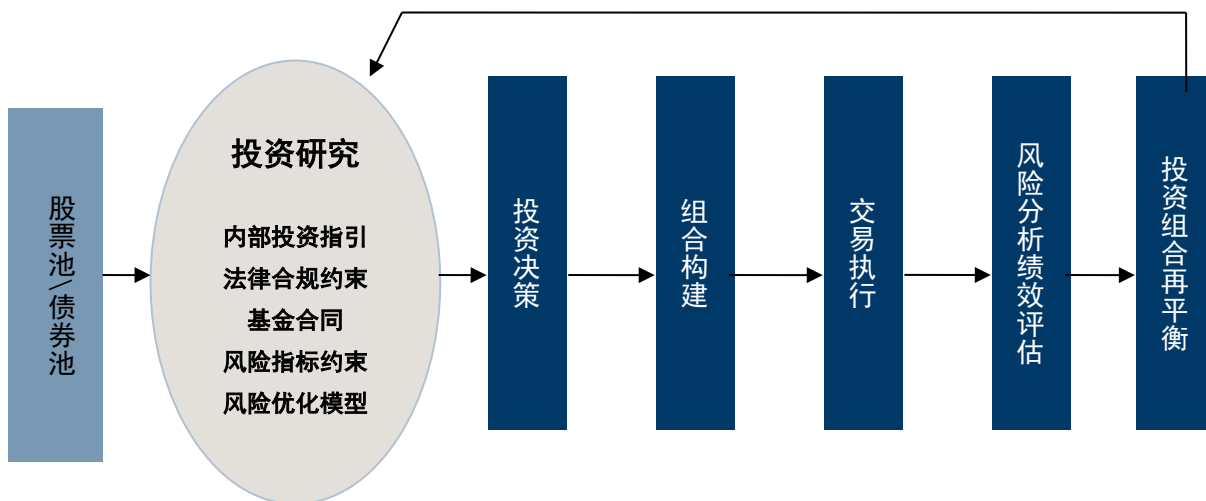 股票池/债券池
投资研究
内部投资指引
法律合规约束
基金合同
风险指标约束
风险优化模型
投资决策
组合构建
交易执行
风险分析绩效评估
投资组合再平衡